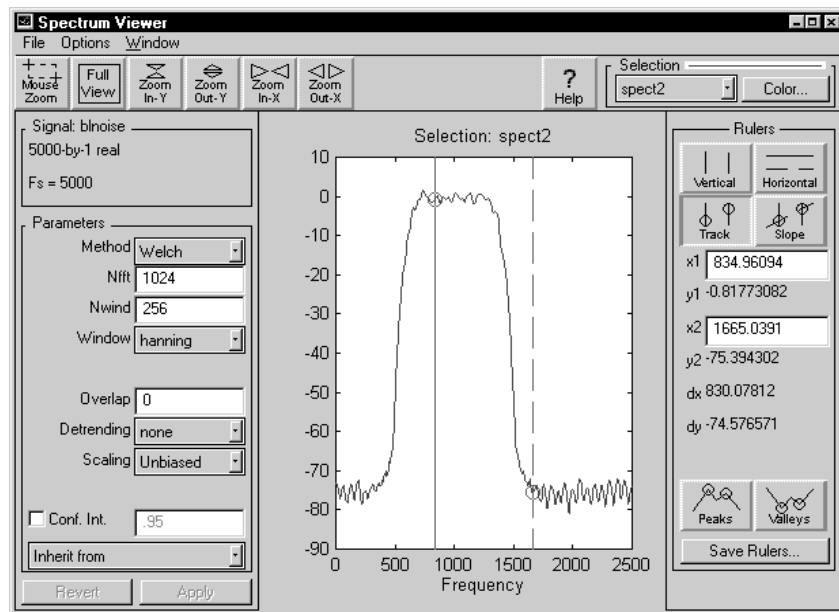 Spectrum Viewer
File Options Window
Mouse Zoom
Full View
Zoom In-Y
Zoom Out-Y
Zoom In-X
Zoom Out-X
? Help
Selection
spect2
Color...
Signal: blnoise
5000-by-1 real
Fs = 5000
Parameters
Method Welch
Nfft 1024
Nwind 256
Window hanning
Overlap 0
Detrending none
Scaling Unbiased
Conf. Int. .95
Inherit from
Revert Apply
Selection: spect2
10
0
-10
-20
-30
-40
-50
-60
-70
-80
-90
0 500 1000 1500 2000 2500
Frequency
Rulers
Vertical Horizontal
Track Slope
x1 834.96094
y1 -0.81773082
x2 1665.0391
y2 -75.394302
dx 830.07812
dy -74.576571
Peaks Valleys
Save Rulers...